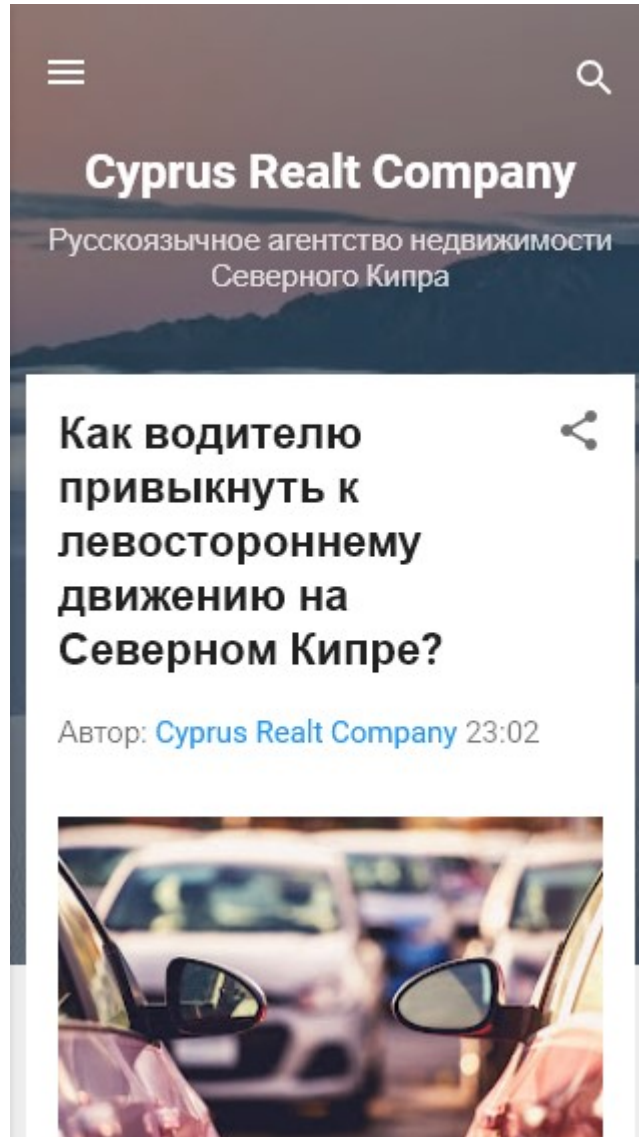 Cyprus Realt Company
Русскоязычное агентство недвижимости
Северного Кипра
Как водителю
привыкнуть к
левостороннему
движению на
Северном Кипре?
Автор: Cyprus Realt Company 23:02